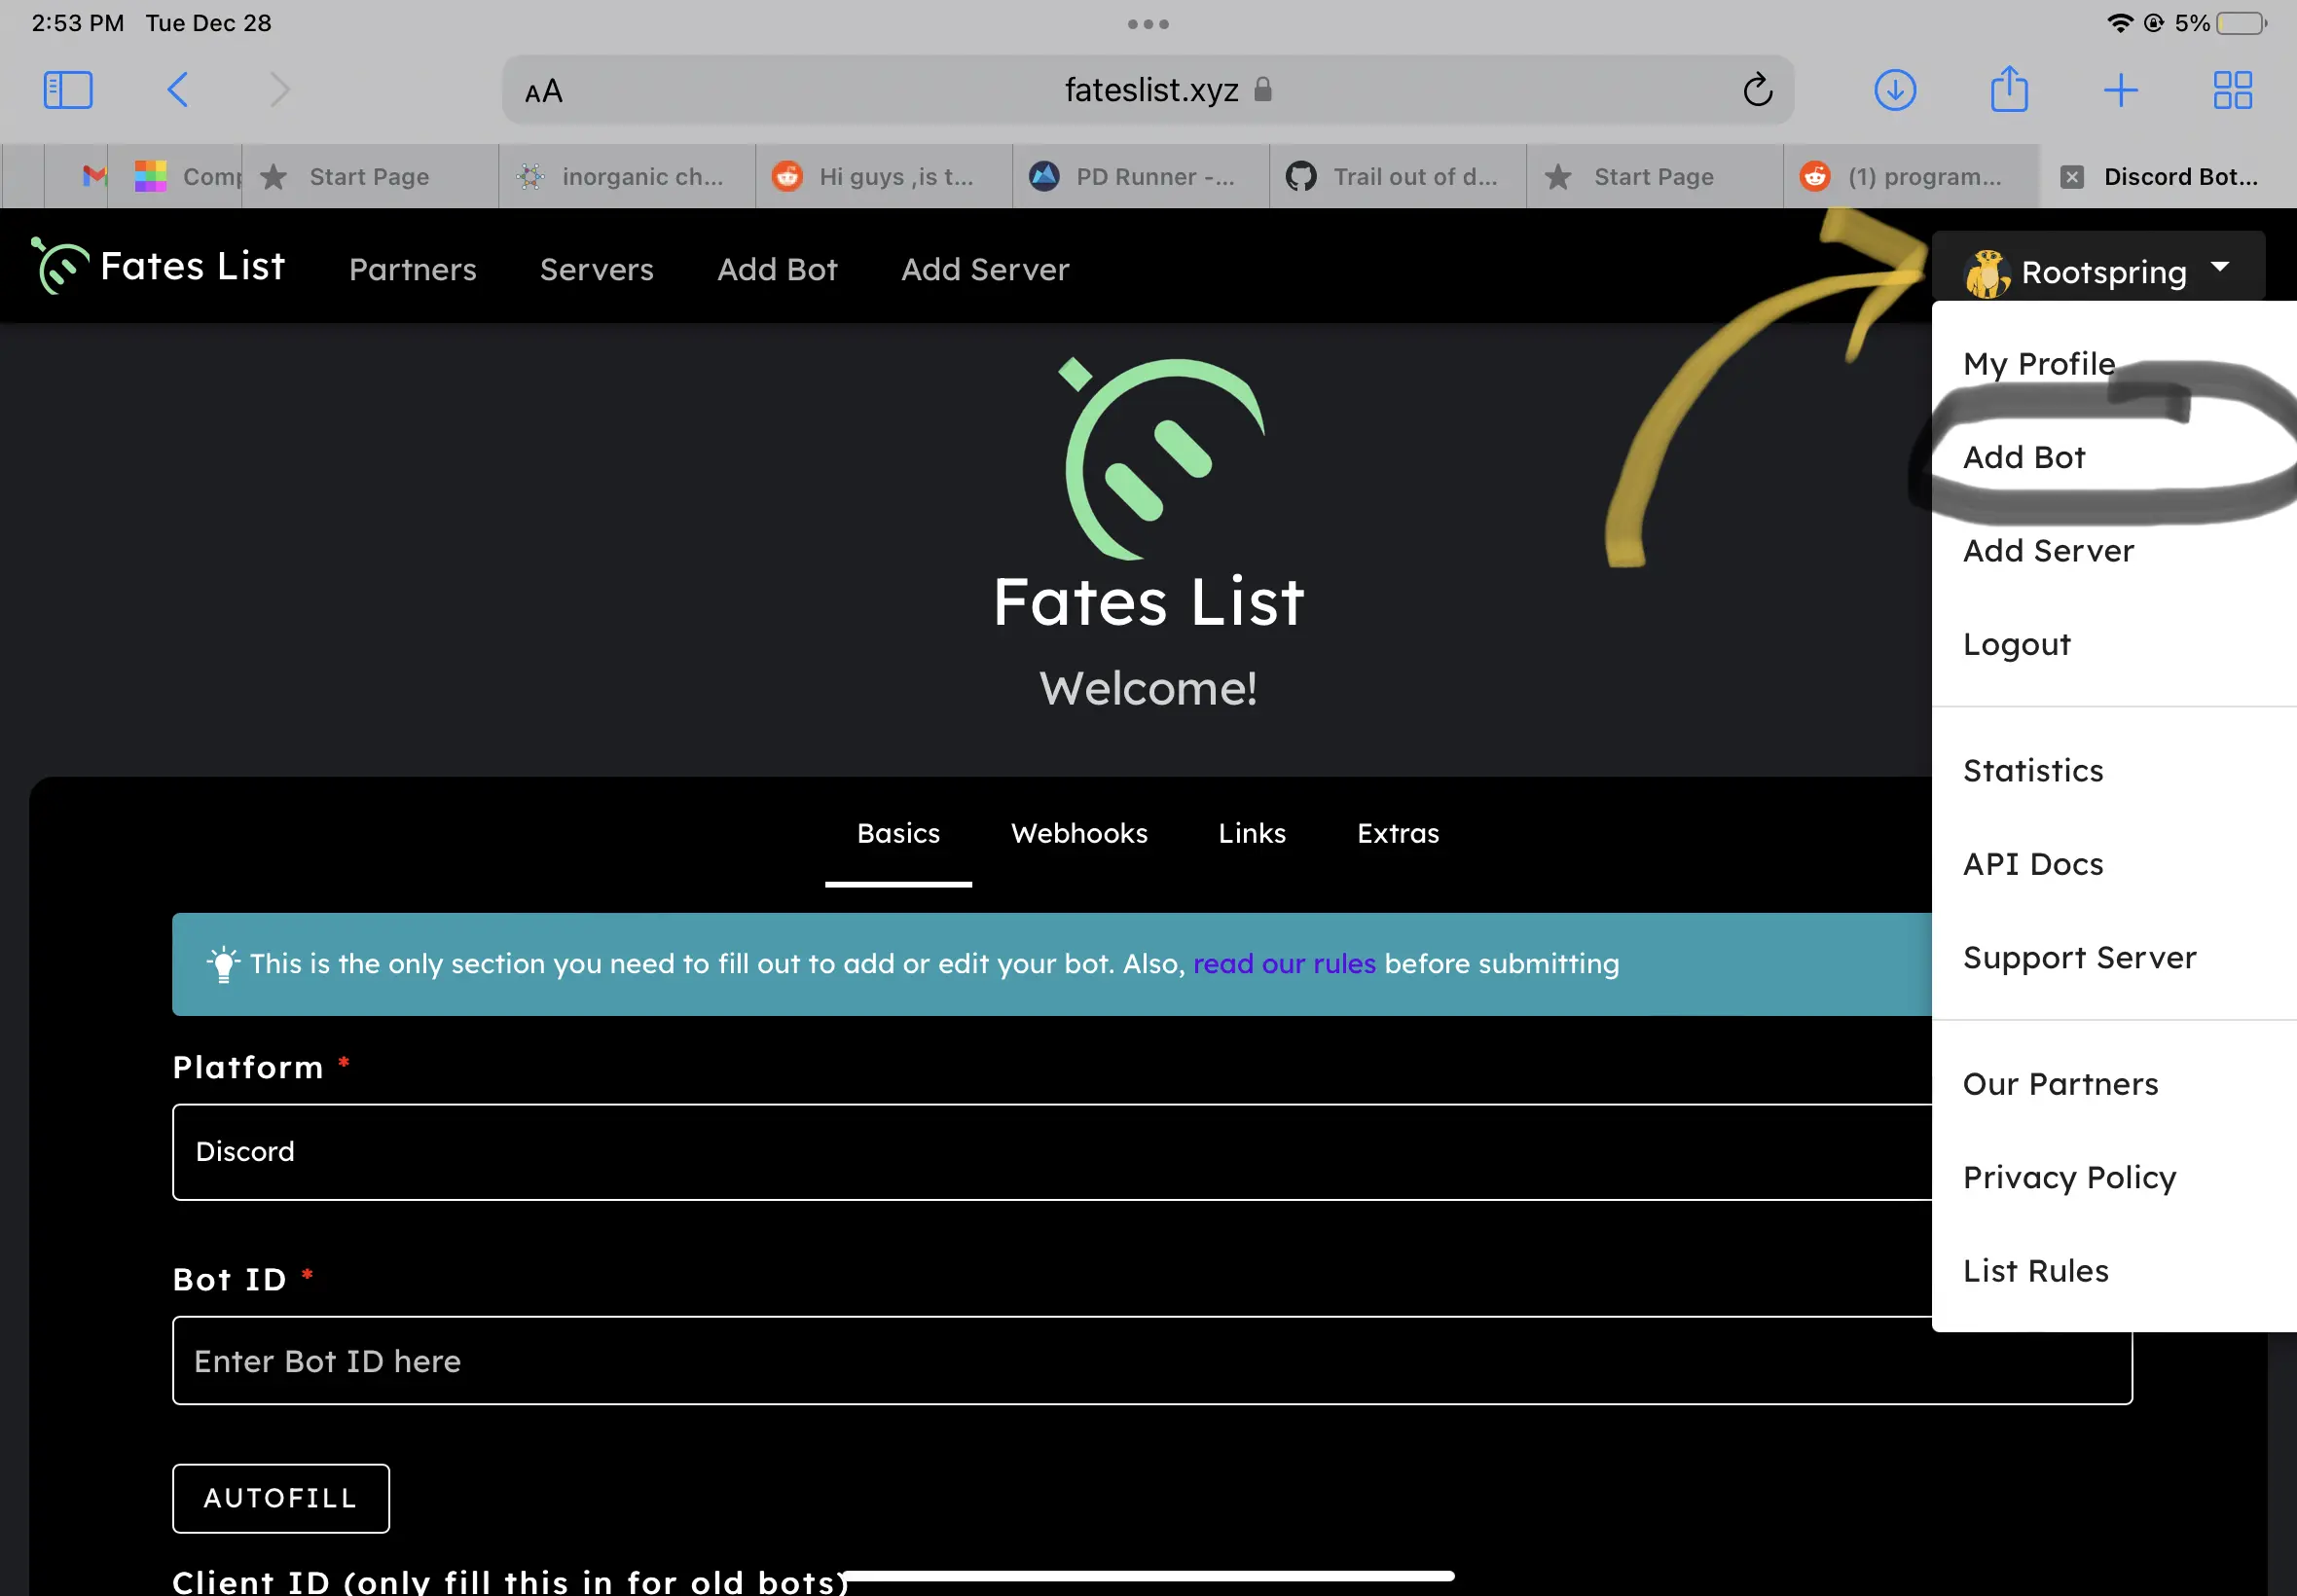 2:53 PM Tue Dec 28
5%
AA
fateslist.xyz
Comp
Start Page
inorganic ch...
Hi guys ,is t...
PD Runner -...
Trail out of d...
Start Page
(1) program...
Discord Bot...
Fates List
Partners
Servers
Add Bot
Add Server
Rootspring
My Profile
Add Bot
Add Server
Logout
Statistics
API Docs
Support Server
Our Partners
Privacy Policy
List Rules
Fates List
Welcome!
Basics
Webhooks
Links
Extras
This is the only section you need to fill out to add or edit your bot. Also, read our rules before submitting
Platform *
Discord
Bot ID *
Enter Bot ID here
AUTOFILL
Client ID (only fill this in for old bots)